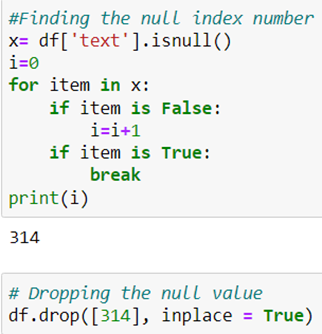 #Finding the null index number
x= df['text'].isnull()
i=0
for item in x:
    if item is False:
        i=i+1
    if item is True:
        break
print(i)
314
# Dropping the null value
df.drop([314], inplace = True)